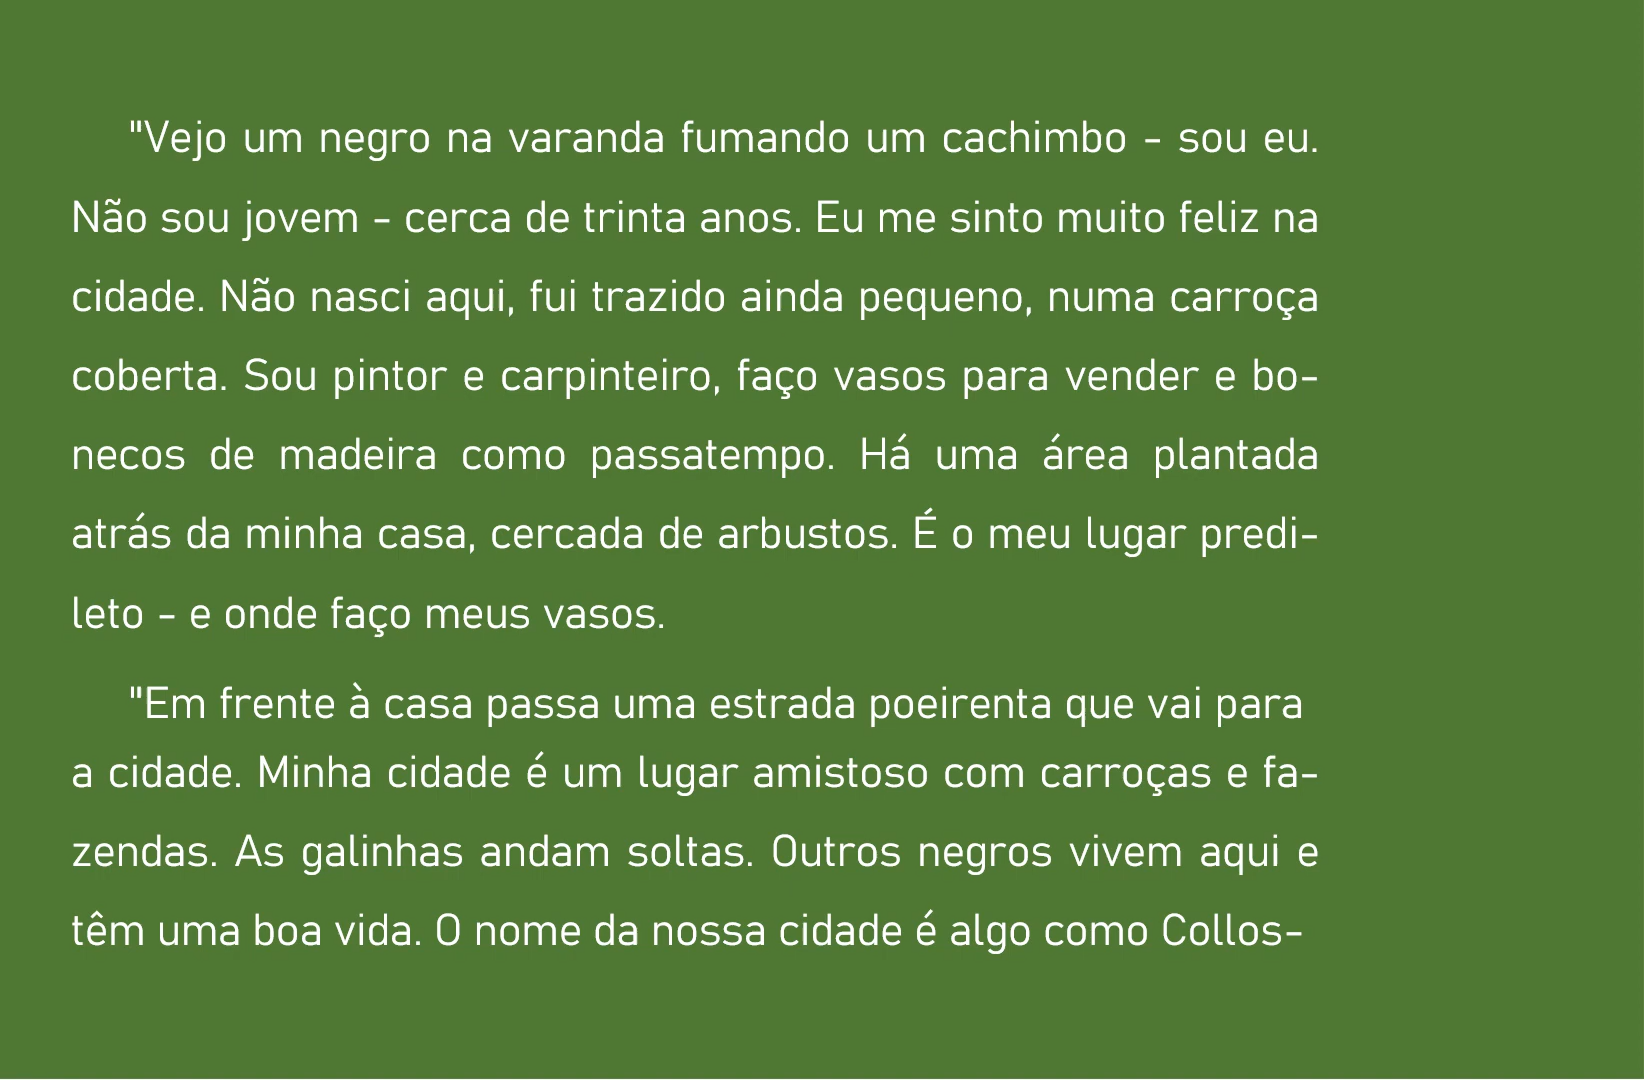 "Vejo um negro na varanda fumando um cachimbo - sou eu.
Não sou jovem - cerca de trinta anos. Eu me sinto muito feliz na
cidade. Não nasci aqui, fui trazido ainda pequeno, numa carroça
coberta. Sou pintor e carpinteiro, faço vasos para vender e bo-
necos de madeira como passatempo. Há uma área plantada
atrás da minha casa, cercada de arbustos. É o meu lugar predi-
leto - e onde faço meus vasos.
"Em frente à casa passa uma estrada poeirenta que vai para
a cidade. Minha cidade é um lugar amistoso com carroças e fa-
zendas. As galinhas andam soltas. Outros negros vivem aqui e
têm uma boa vida. O nome da nossa cidade é algo como Collos-